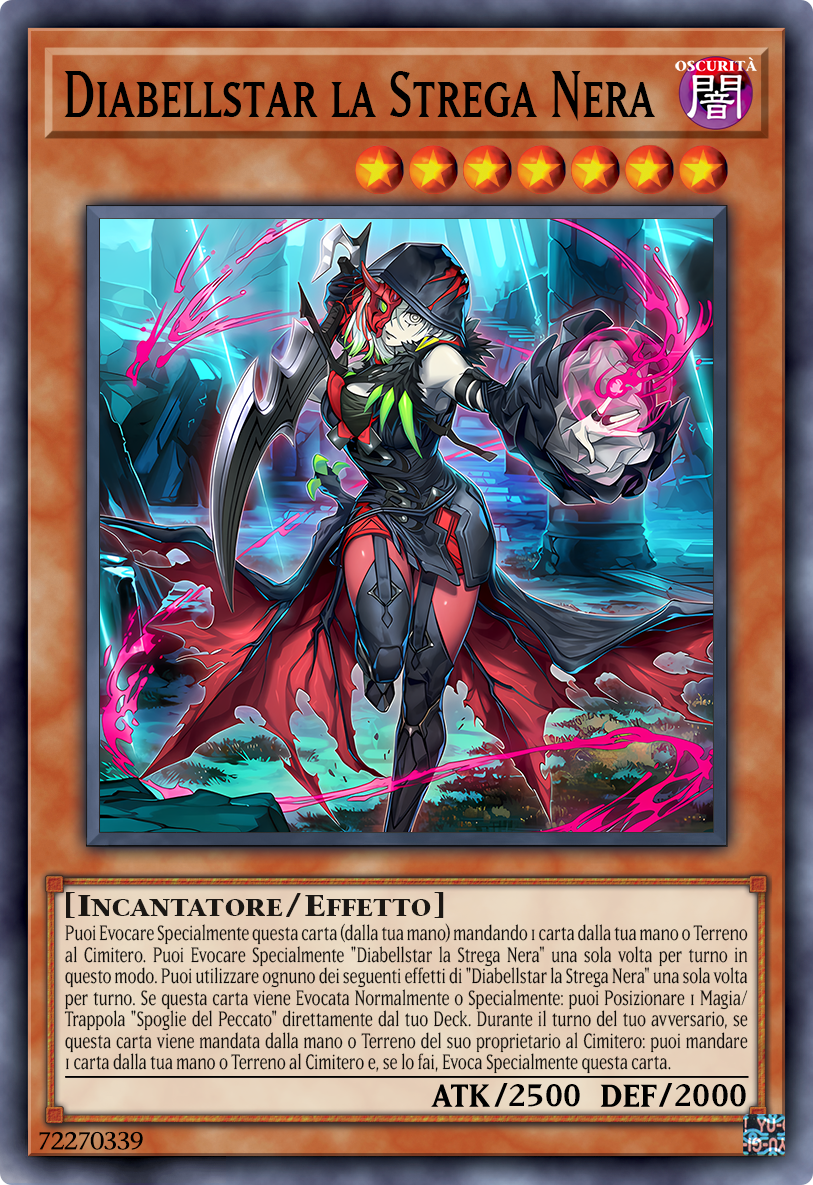 Diabellstar la Strega Nera
OSCURITÀ
闇
[Incantatore/Effetto]
Puoi Evocare Specialmente questa carta (dalla tua mano) mandando 1 carta dalla tua mano o Terreno
al Cimitero. Puoi Evocare Specialmente "Diabellstar la Strega Nera" una sola volta per turno in
questo modo. Puoi utilizzare ognuno dei seguenti effetti di "Diabellstar la Strega Nera" una sola volta
per turno. Se questa carta viene Evocata Normalmente o Specialmente: puoi Posizionare 1 Magia/
Trappola "Spoglie del Peccato" direttamente dal tuo Deck. Durante il turno del tuo avversario, se
questa carta viene mandata dalla mano o Terreno del suo proprietario al Cimitero: puoi mandare
1 carta dalla tua mano o Terreno al Cimitero e, se lo fai, Evoca Specialmente questa carta.
ATK/2500 DEF/2000
72270339